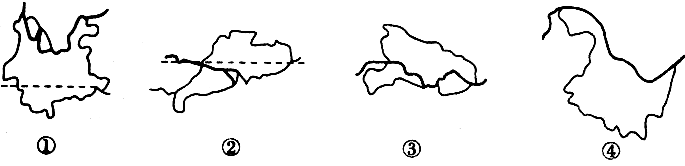 ① ② ③ ④